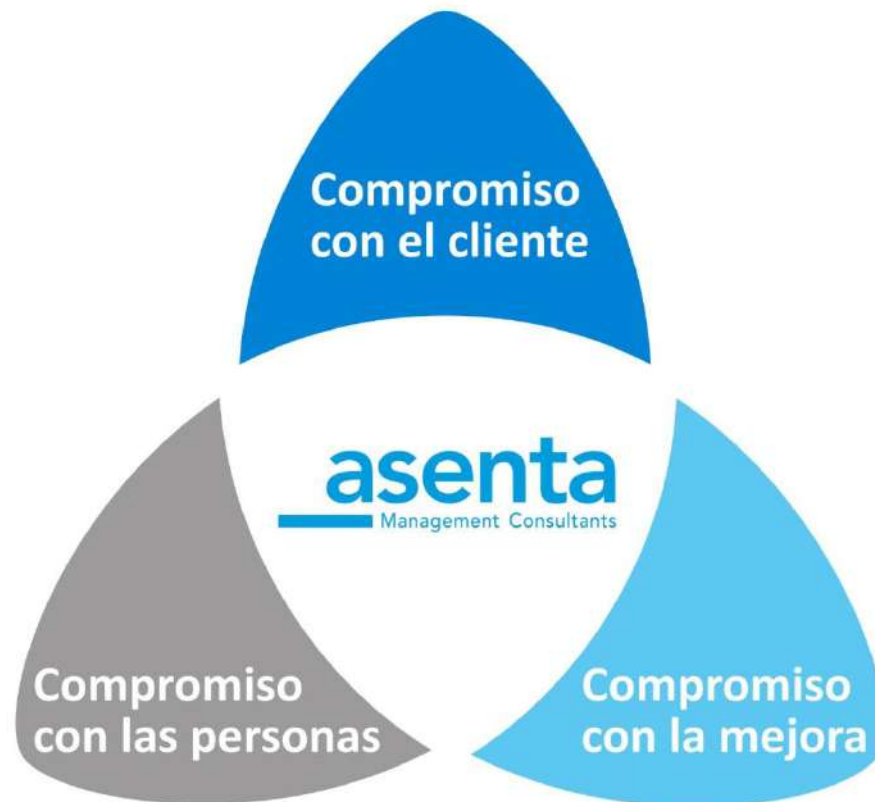 Compromiso
con el cliente
asenta
Management Consultants
Compromiso
con las personas
Compromiso
con la mejora